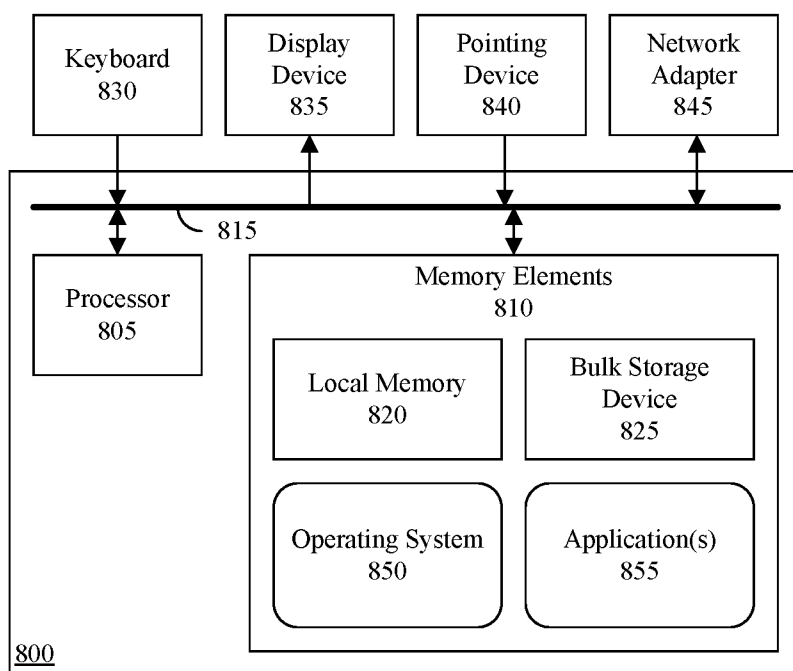 Keyboard
830
Display
Device
835
Pointing
Device
840
Network
Adapter
845
815
Processor
805
Memory Elements
810
Local Memory
820
Bulk Storage
Device
825
Operating System
850
Application(s)
855
800